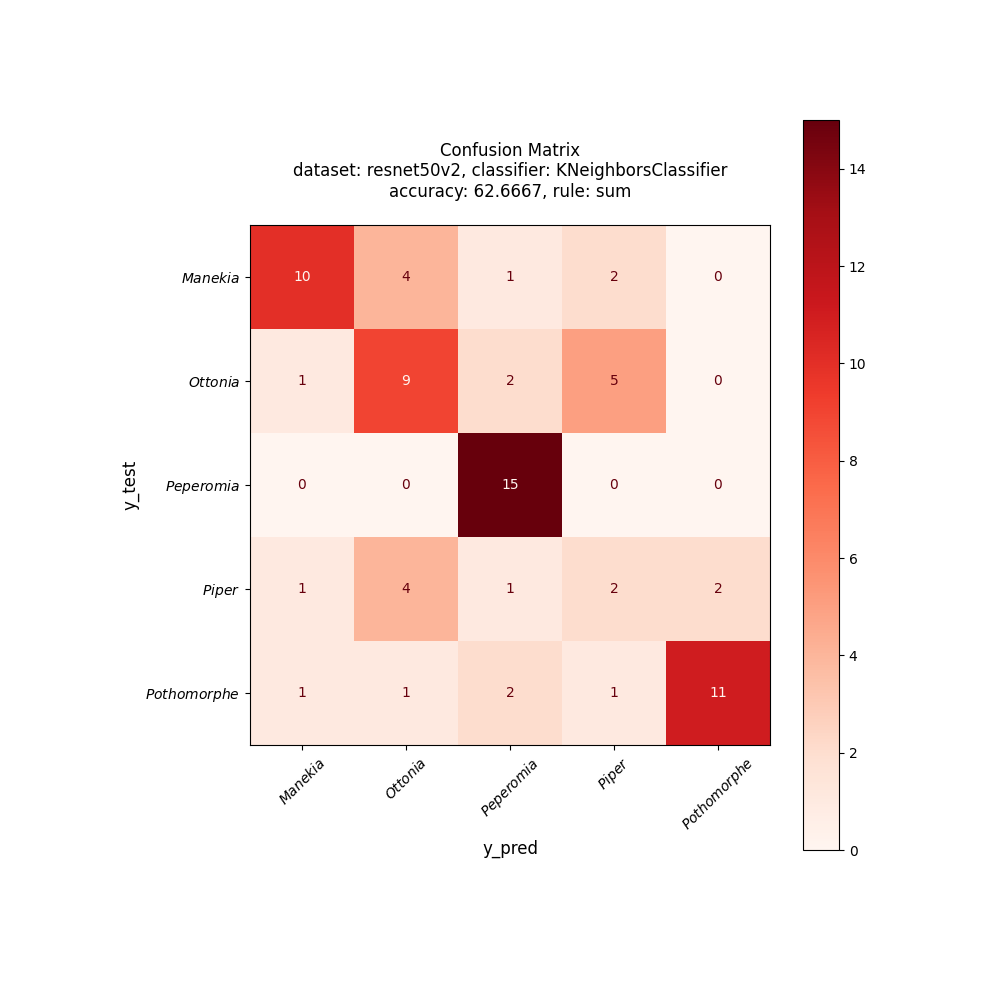 Confusion Matrix
dataset: resnet50v2, classifier: KNeighborsClassifier
accuracy: 62.6667, rule: sum
y_test
Manekia 10 4 1 2 0
Ottonia 1 9 2 5 0
Peperomia 0 0 15 0 0
Piper 1 4 1 2 2
Pothomorphe 1 1 2 1 11
Manekia Ottonia Peperomia Piper Pothomorphe
y_pred
14
12
10
8
6
4
2
0